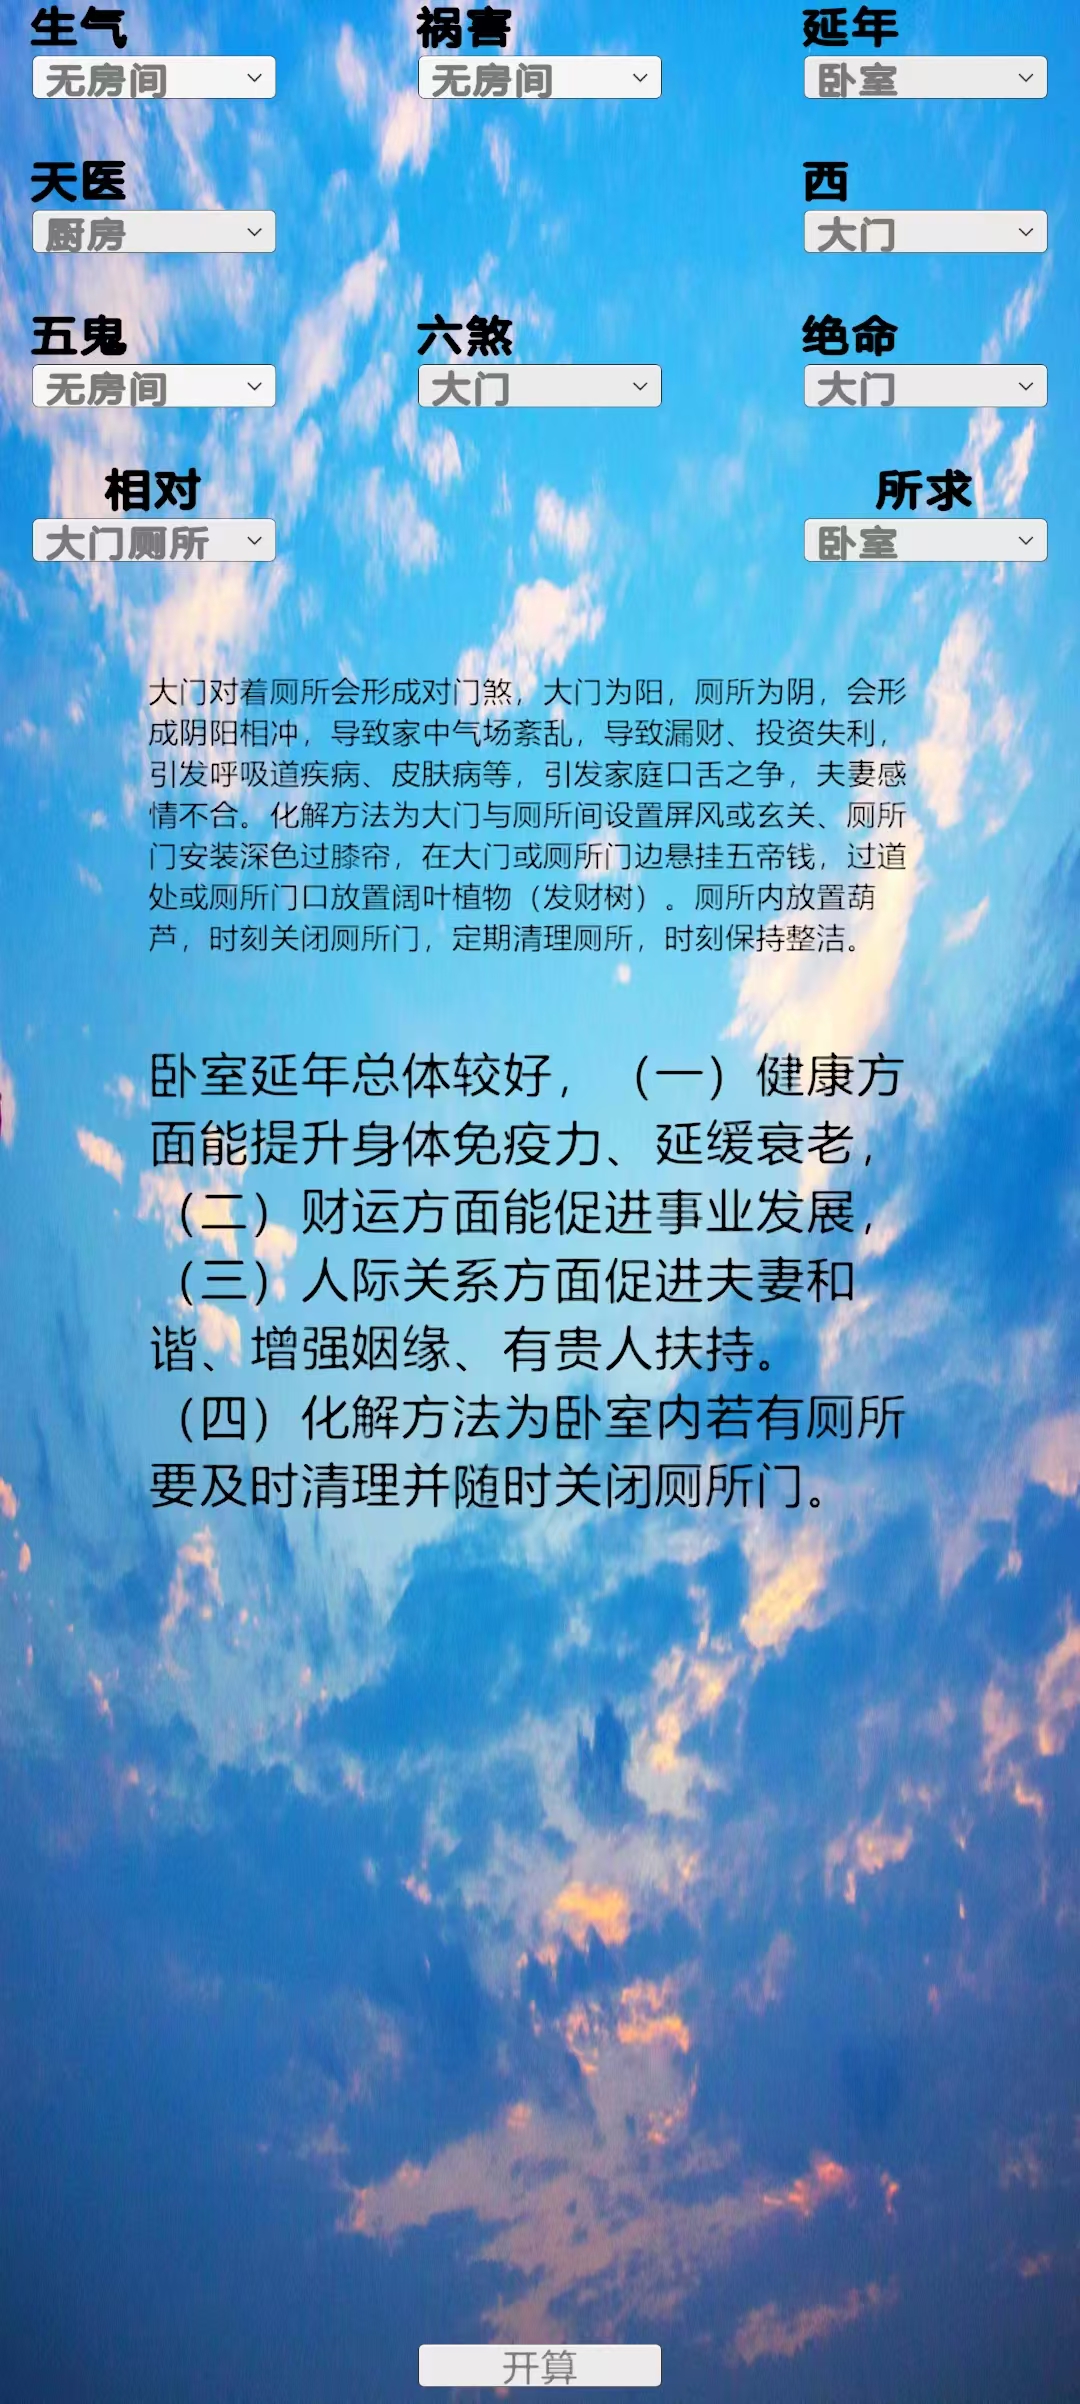 生气 祸害 延年
无房间 无房间 卧室
天医 西
厨房 大门
五鬼 六煞 绝命
无房间 大门 大门
相对 所求
大门厕所 卧室
大门对着厕所会形成对门煞，大门为阳，厕所为阴，会形
成阴阳相冲，导致家中气场紊乱，导致漏财、投资失利，
引发呼吸道疾病、皮肤病等，引发家庭口舌之争，夫妻感
情不合。化解方法为大门与厕所间设置屏风或玄关、厕所
门安装深色过膝帘，在大门或厕所门边悬挂五帝钱，过道
处或厕所门口放置阔叶植物（发财树）。厕所内放置葫
芦，时刻关闭厕所门，定期清理厕所，时刻保持整洁。
卧室延年总体较好，（一）健康方
面能提升身体免疫力、延缓衰老，
（二）财运方面能促进事业发展，
（三）人际关系方面促进夫妻和
谐、增强姻缘、有贵人扶持。
（四）化解方法为卧室内若有厕所
要及时清理并随时关闭厕所门。
开算